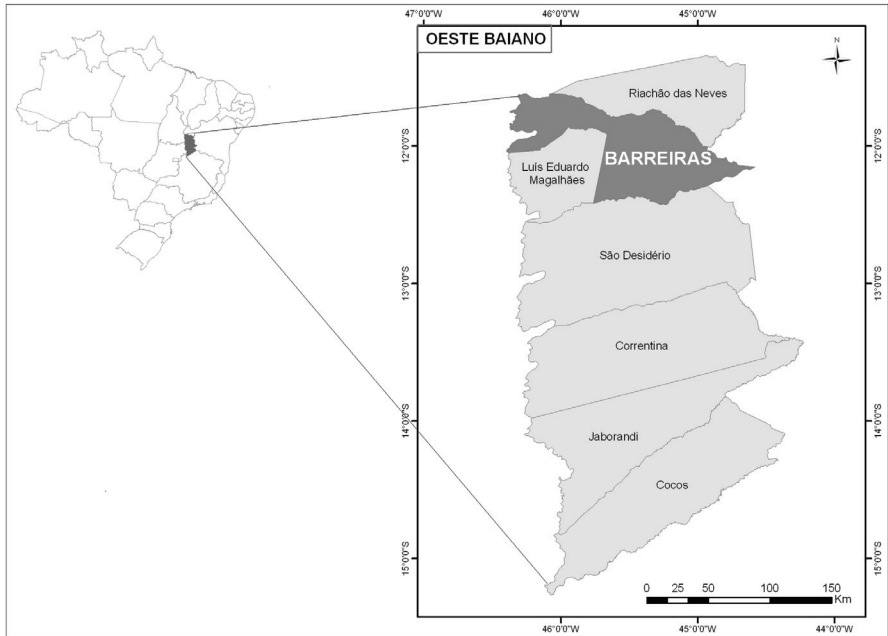 47°0'0"W 46°0'0"W 45°0'0"W
OESTE BAIANO
N
Riachão das Neves
12°0'0"S 12°0'0"S
BARREIRAS
Luís Eduardo
Magalhães
São Desidério
13°0'0"S 13°0'0"S
Correntina
14°0'0"S 14°0'0"S
Jaborandi
Cocos
15°0'0"S 15°0'0"S
0 25 50 100 150
Km
46°0'0"W 45°0'0"W 44°0'0"W